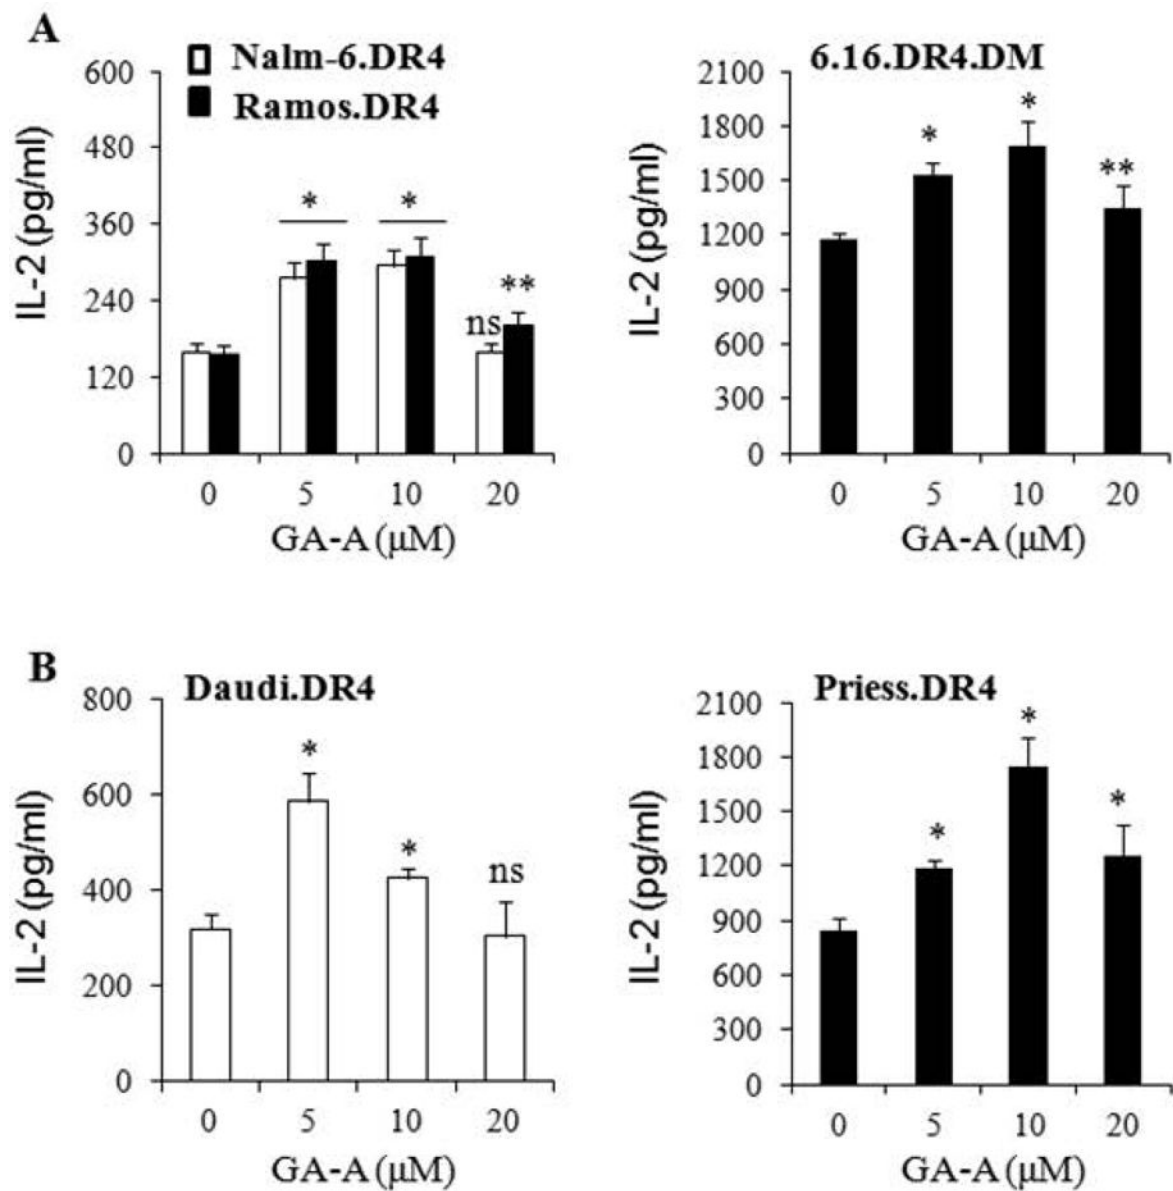 A
Nalm-6.DR4
Ramos.DR4
IL-2 (pg/ml)
600
480
360
240
120
0
*
*
ns
**
0 5 10 20
GA-A (μM)
6.16.DR4.DM
IL-2 (pg/ml)
2100
1800
1500
1200
900
600
300
0
*
*
**
0 5 10 20
GA-A (μM)
B
Daudi.DR4
IL-2 (pg/ml)
800
600
400
200
0
*
*
ns
0 5 10 20
GA-A (μM)
Priess.DR4
IL-2 (pg/ml)
2100
1800
1500
1200
900
600
300
0
*
*
*
0 5 10 20
GA-A (μM)